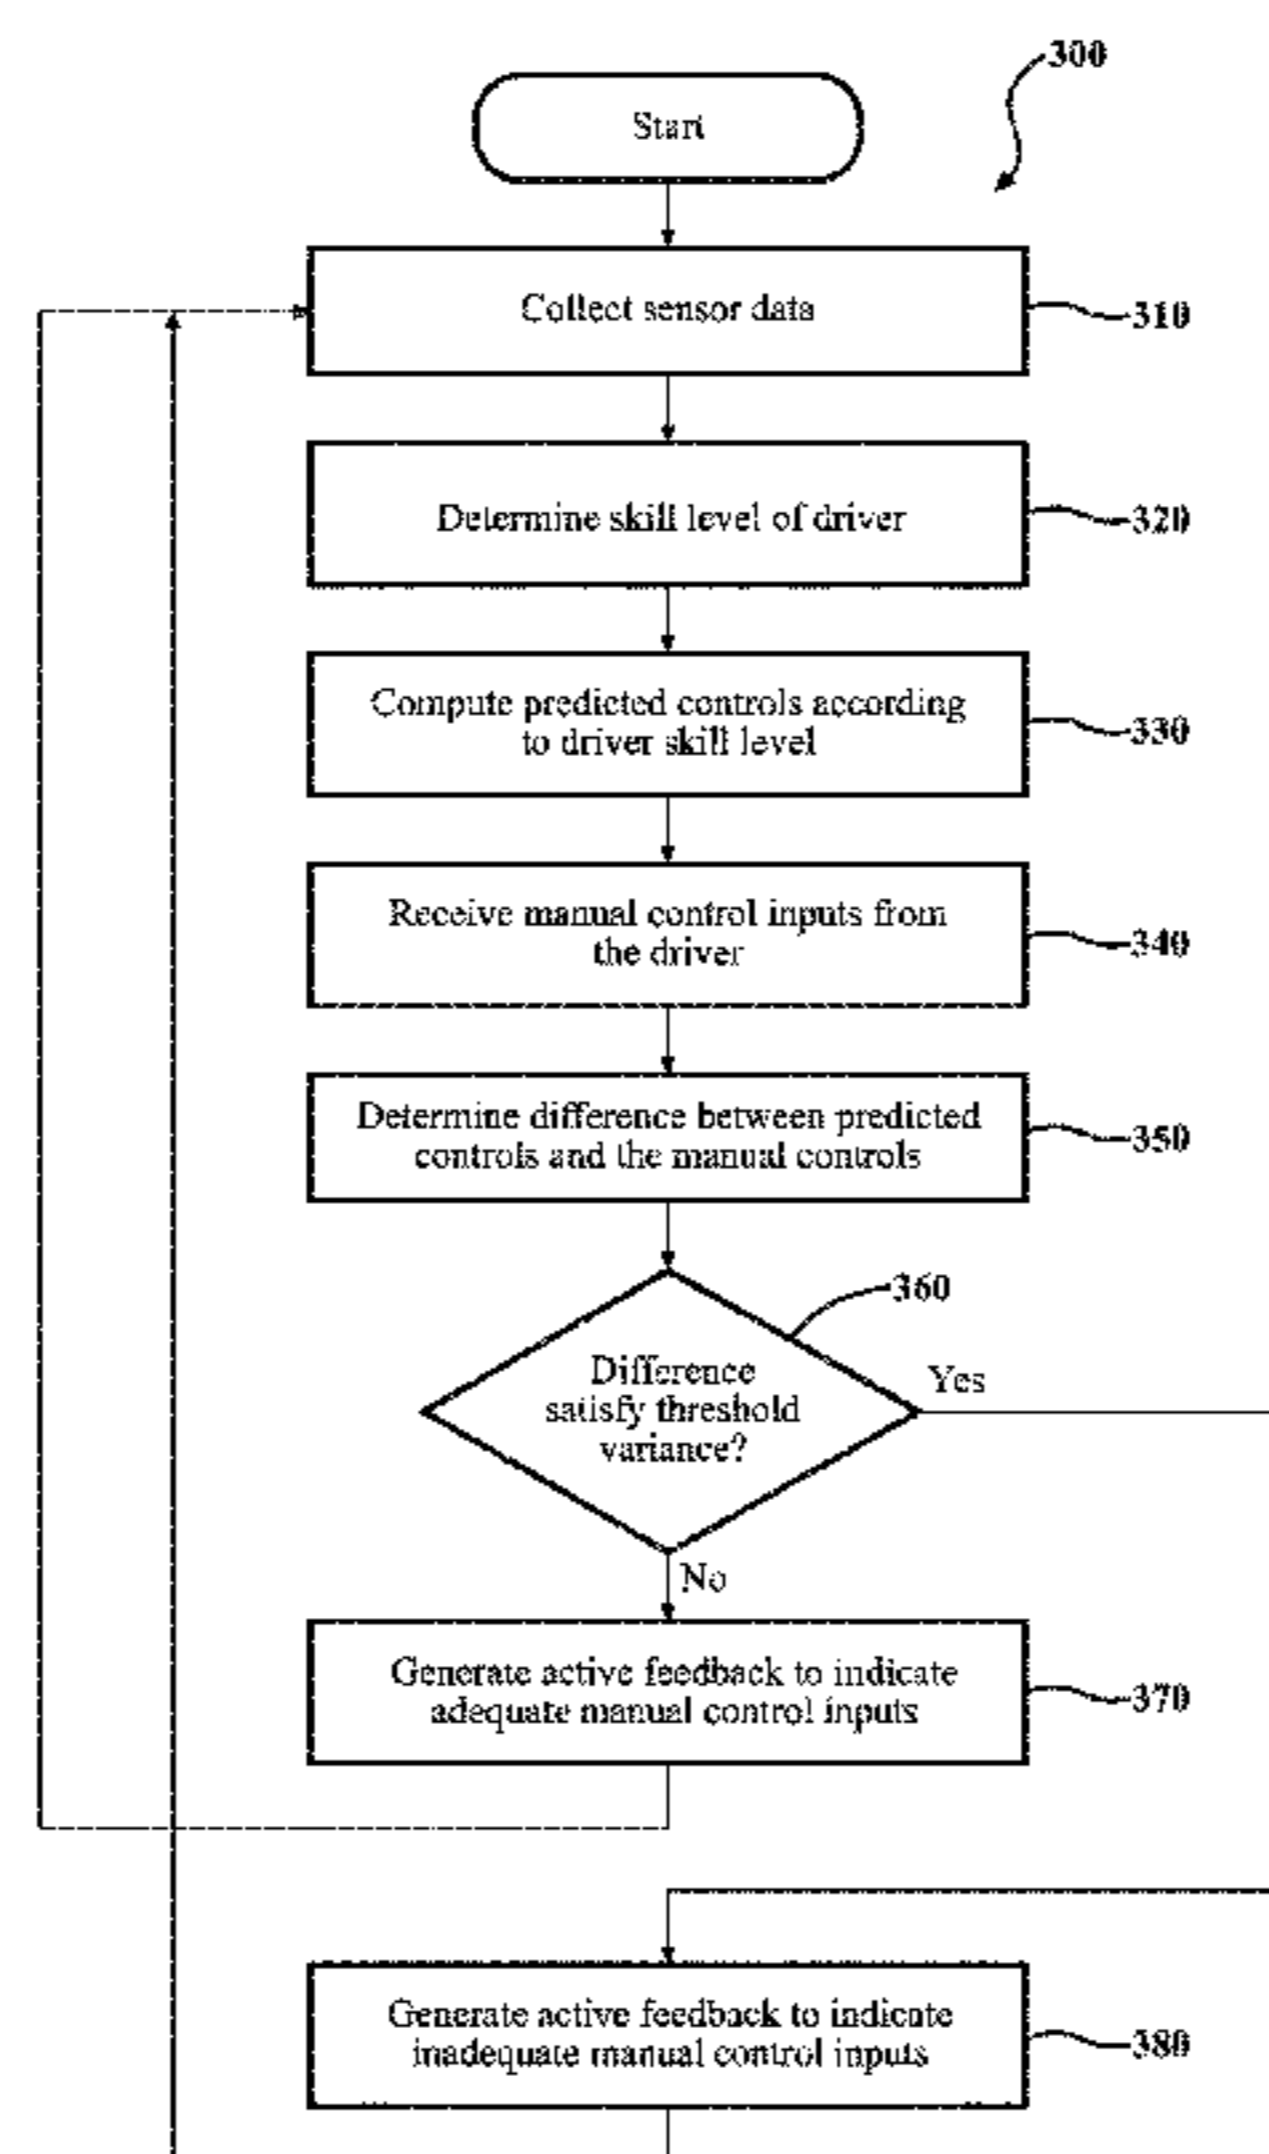 300
Start
Collect sensor data
310
Determine skill level of driver
320
Compute predicted controls according
to driver skill level
330
Receive manual control inputs from
the driver
340
Determine difference between predicted
controls and the manual controls
350
360
Difference
satisfy threshold
variance?
Yes
No
Generate active feedback to indicate
adequate manual control inputs
370
Generate active feedback to indicate
inadequate manual control inputs
380